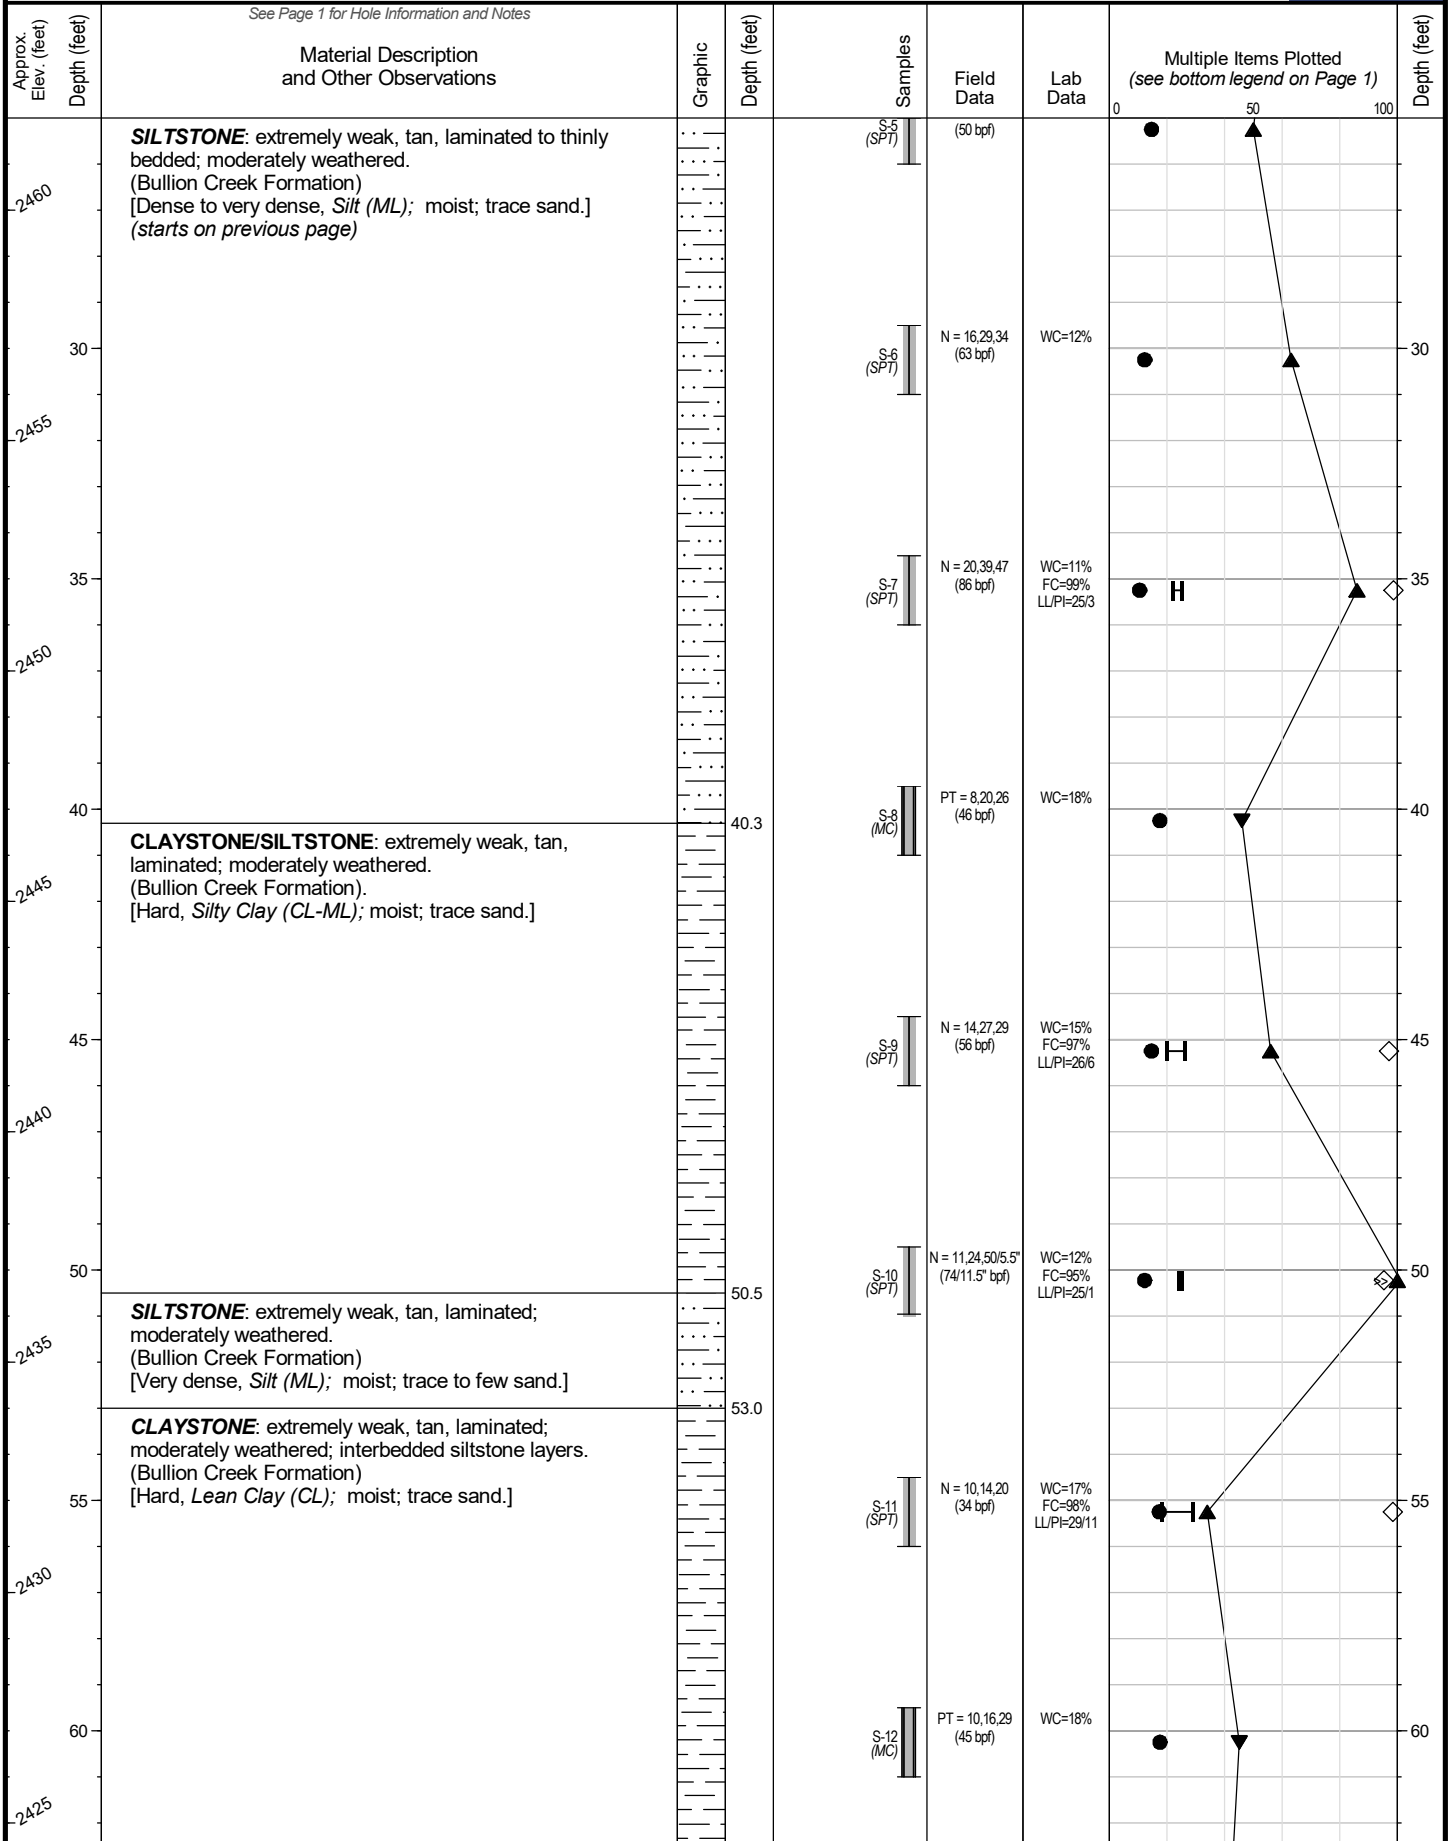 See Page 1 for Hole Information and Notes
Approx.
Elev. (feet)
Depth (feet)
Material Description
and Other Observations
Graphic
Depth (feet)
Samples
Field
Data
Lab
Data
Multiple Items Plotted
(see bottom legend on Page 1)
0 50 100
Depth (feet)
SILTSTONE: extremely weak, tan, laminated to thinly
bedded; moderately weathered.
(Bullion Creek Formation)
[Dense to very dense, Silt (ML); moist; trace sand.]
(starts on previous page)
S-5
(SPT)
(50 bpf)
2460
30
S-6
(SPT)
N = 16,29,34
(63 bpf)
WC=12%
30
2455
35
S-7
(SPT)
N = 20,39,47
(86 bpf)
WC=11%
FC=99%
LL/PI=25/3
35
2450
40
S-8
(MC)
PT = 8,20,26
(46 bpf)
WC=18%
40
40.3
CLAYSTONE/SILTSTONE: extremely weak, tan,
laminated; moderately weathered.
(Bullion Creek Formation).
[Hard, Silty Clay (CL-ML); moist; trace sand.]
2445
45
S-9
(SPT)
N = 14,27,29
(56 bpf)
WC=15%
FC=97%
LL/PI=26/6
45
2440
50
S-10
(SPT)
N = 11,24,50/5.5"
(74/11.5" bpf)
WC=12%
FC=95%
LL/PI=25/1
>>
50
50.5
SILTSTONE: extremely weak, tan, laminated;
moderately weathered.
(Bullion Creek Formation)
[Very dense, Silt (ML); moist; trace to few sand.]
2435
53.0
CLAYSTONE: extremely weak, tan, laminated;
moderately weathered; interbedded siltstone layers.
(Bullion Creek Formation)
[Hard, Lean Clay (CL); moist; trace sand.]
55
S-11
(SPT)
N = 10,14,20
(34 bpf)
WC=17%
FC=98%
LL/PI=29/11
55
2430
60
S-12
(MC)
PT = 10,16,29
(45 bpf)
WC=18%
60
2425